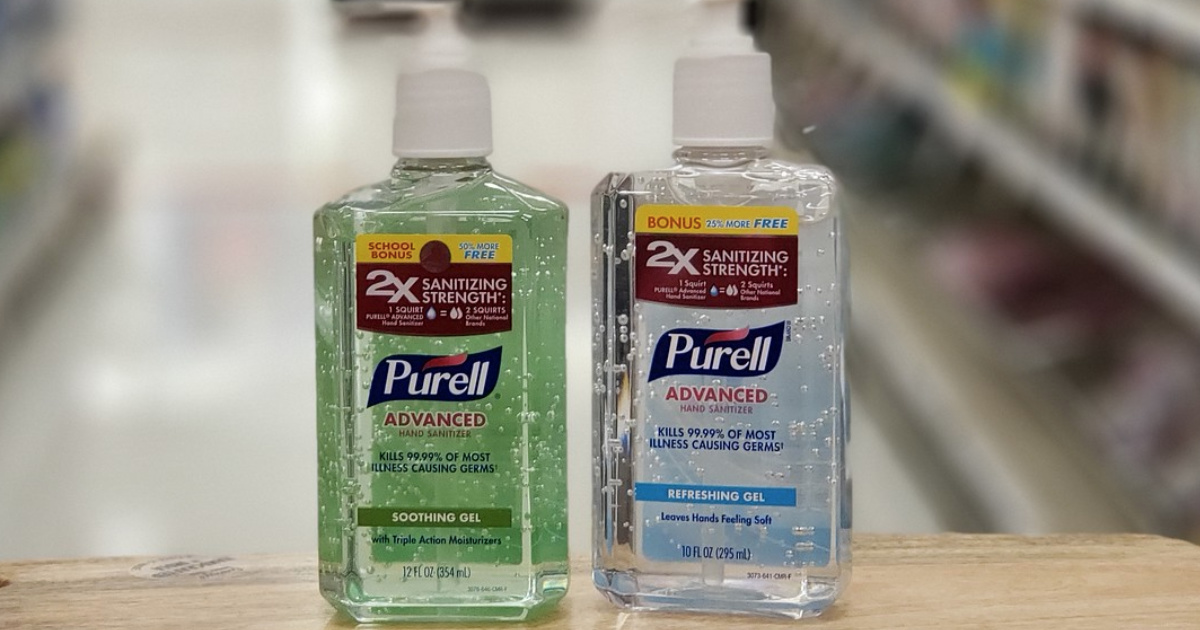 SCHOOL
BONUS
50% MORE
FREE
2X SANITIZING
STRENGTH*:
1 SQUIRT
PURELL® ADVANCED
Hand Sanitizer
=
2 SQUIRTS
Other National
Brands
Purell
ADVANCED
HAND SANITIZER
KILLS 99.99% OF MOST
ILLNESS CAUSING GERMS†
SOOTHING GEL
with Triple Action Moisturizers
12 FL OZ (354 mL)
BONUS 25% MORE FREE
2X SANITIZING
STRENGTH*:
1 Squirt
PURELL® Advanced
Hand Sanitizer
=
2 Squirts
Other National
Brands
Purell
ADVANCED
HAND SANITIZER
KILLS 99.99% OF MOST
ILLNESS CAUSING GERMS†
REFRESHING GEL
Leaves Hands Feeling Soft
10 FL OZ (295 mL)
3073-641-CMR-F